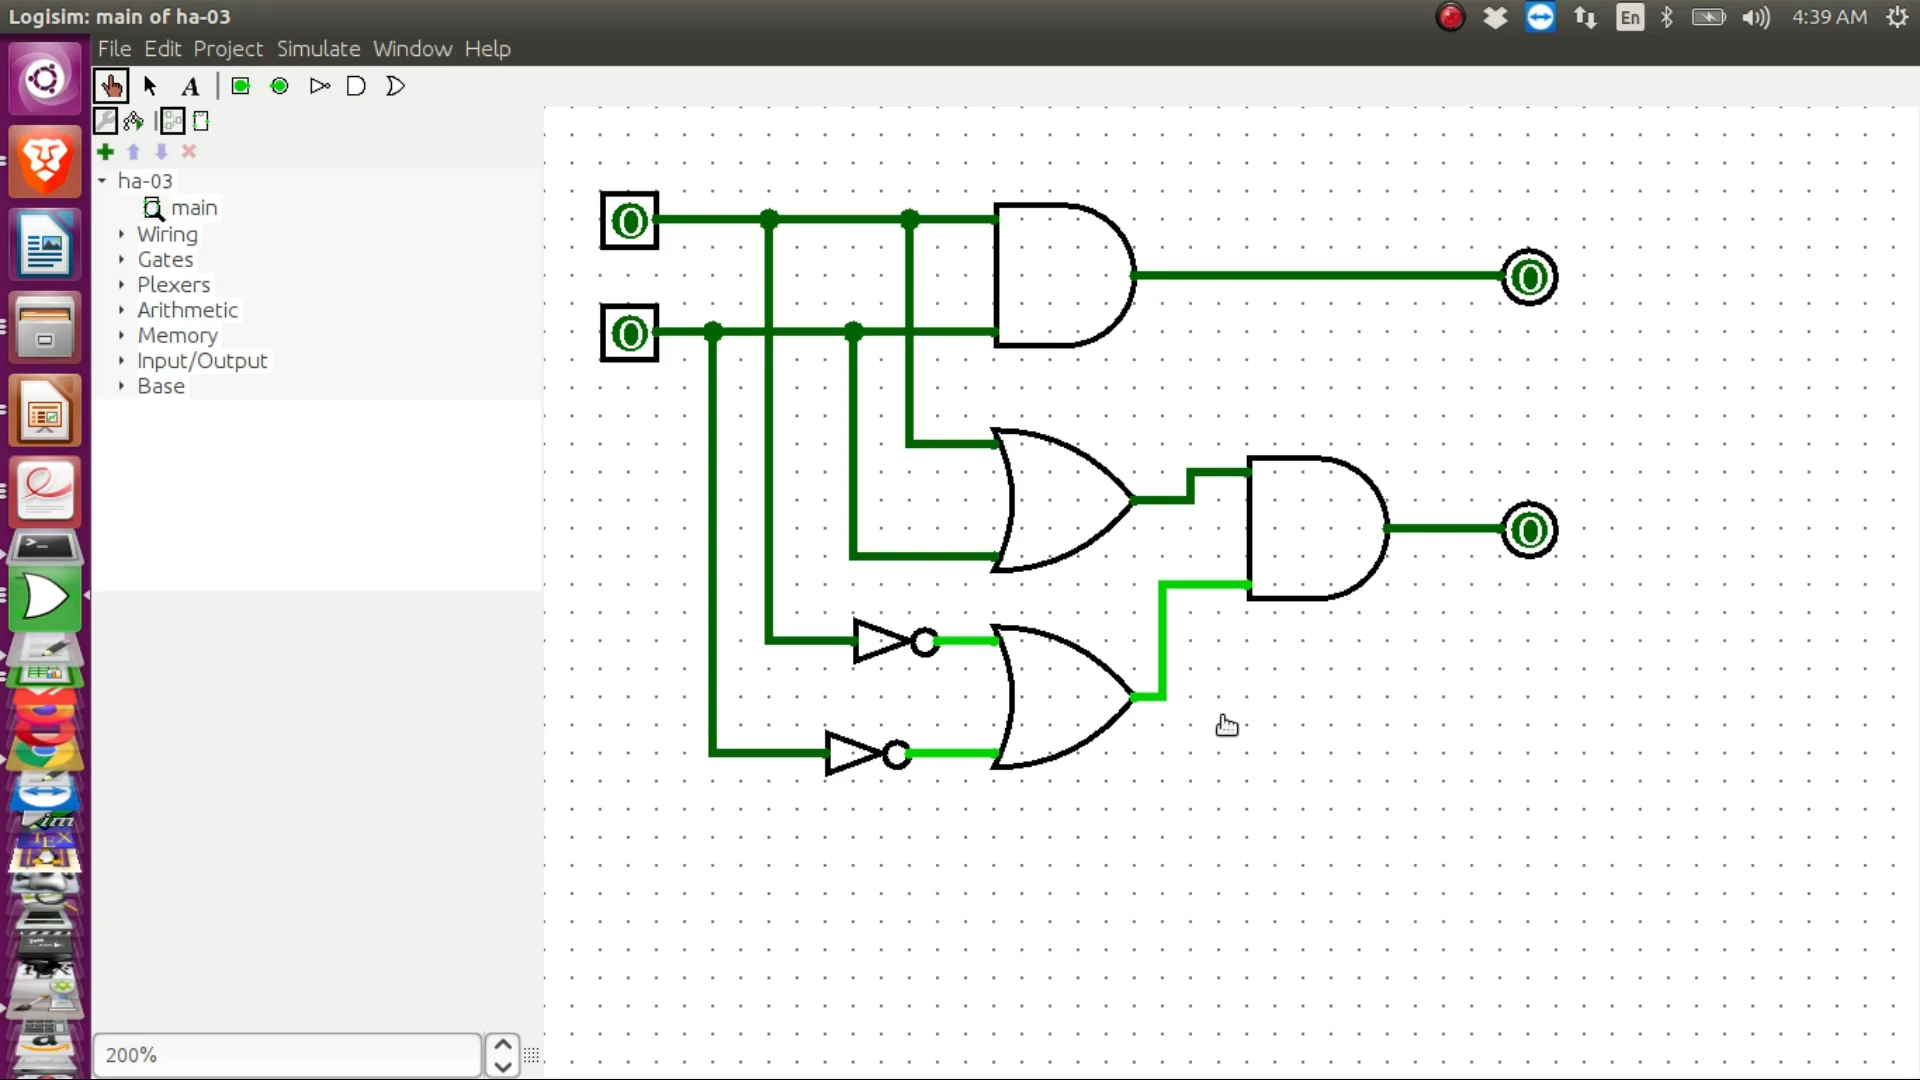 Logisim: main of ha-03
En
4:39 AM
File Edit Project Simulate Window Help
A
ha-03
main
Wiring
Gates
Plexers
Arithmetic
Memory
Input/Output
Base
0
0
0
0
200%